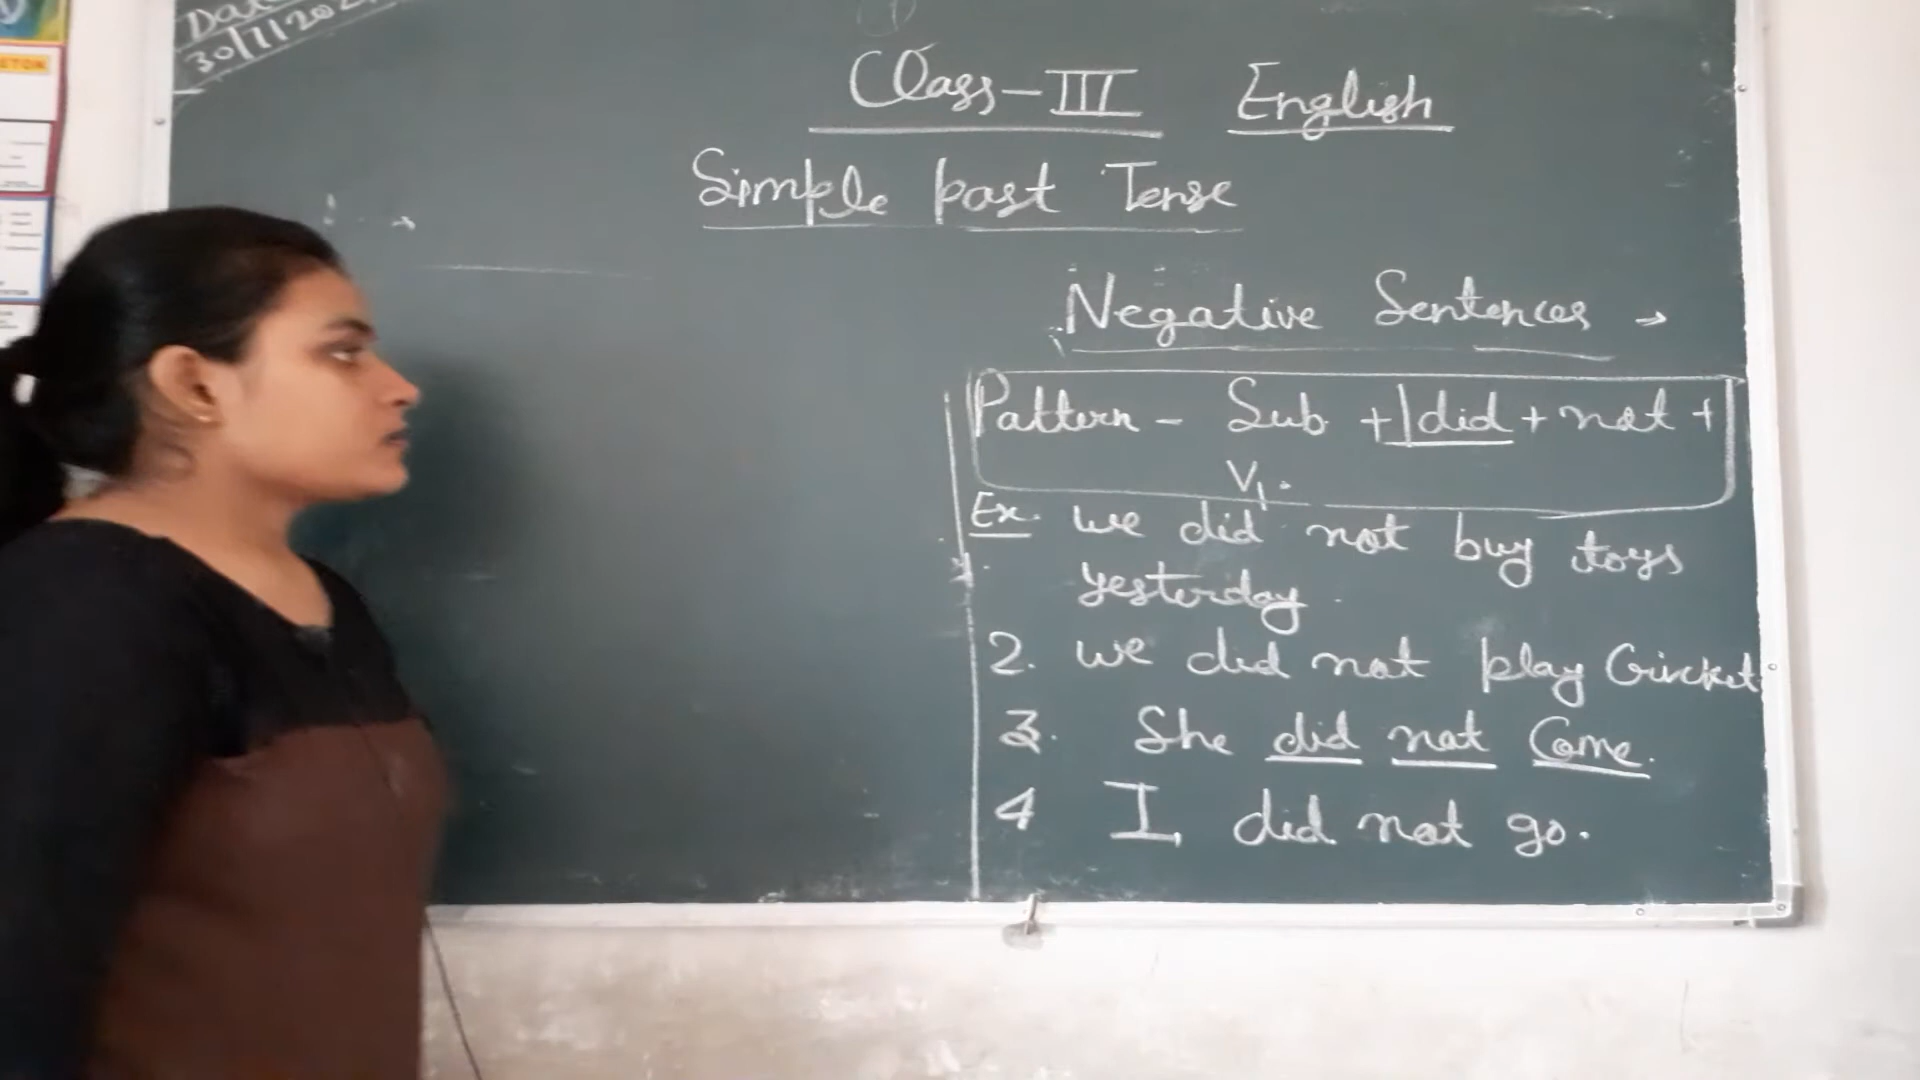 Date
30/1/202
Class-III English
Simple past Tense
Negative Sentences →
Pattern - Sub + did + not +
V1.
Ex. we did not buy toys
yesterday.
2. we did not play Cricket.
3. She did not Come.
4 I did not go.
ETON